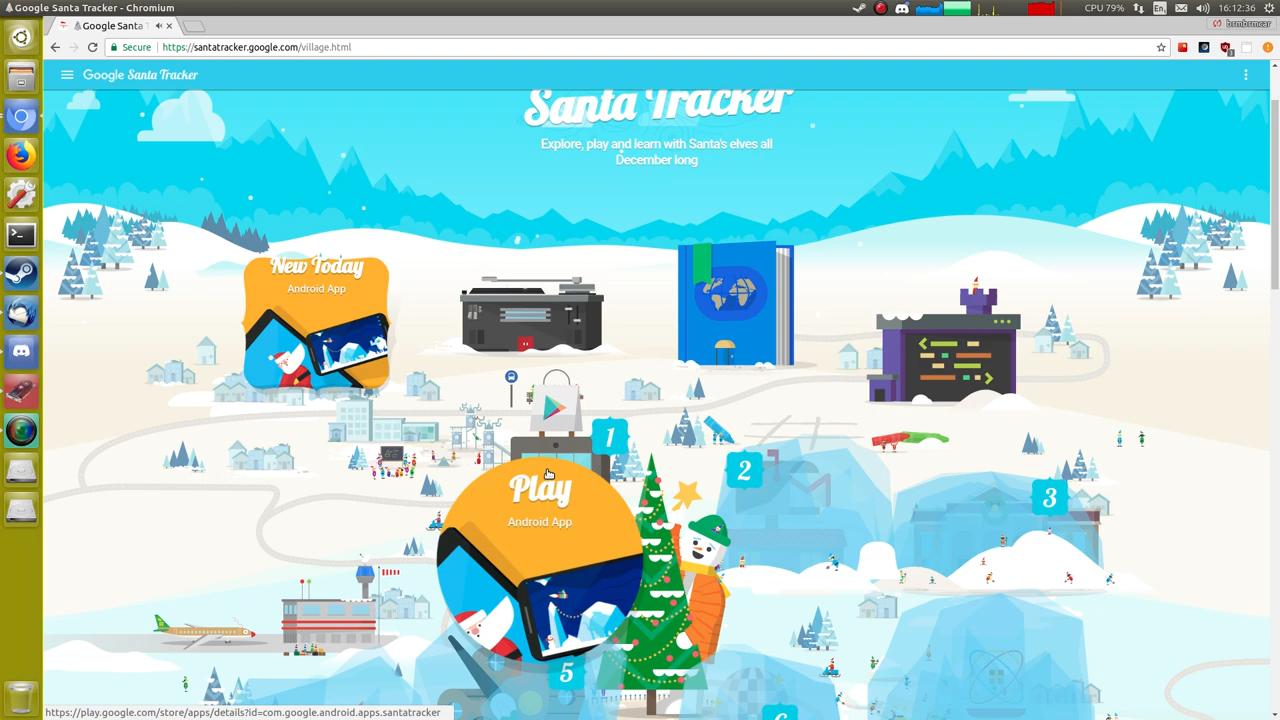 Google Santa Tracker - Chromium
CPU 79%
En
16:12:36
Google Santa T
brmbrmcar
Secure
https://santatracker.google.com/village.html
Google Santa Tracker
Santa Tracker
Explore, play and learn with Santa's elves all
December long
New Today
Android App
1
2
3
Play
Android App
5
6
https://play.google.com/store/apps/details?id=com.google.android.apps.santatracker